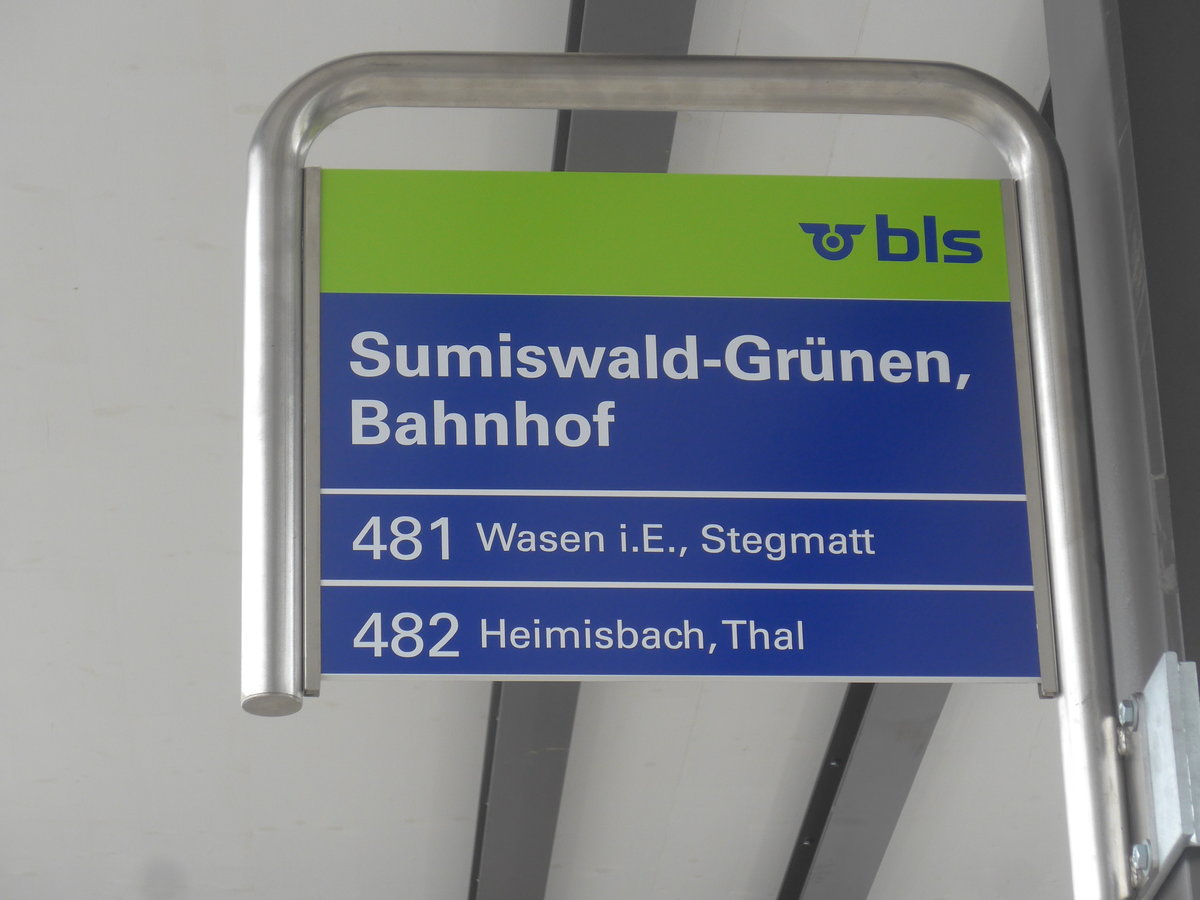 bls
Sumiswald-Grünen,
Bahnhof
481 Wasen i.E., Stegmatt
482 Heimisbach, Thal